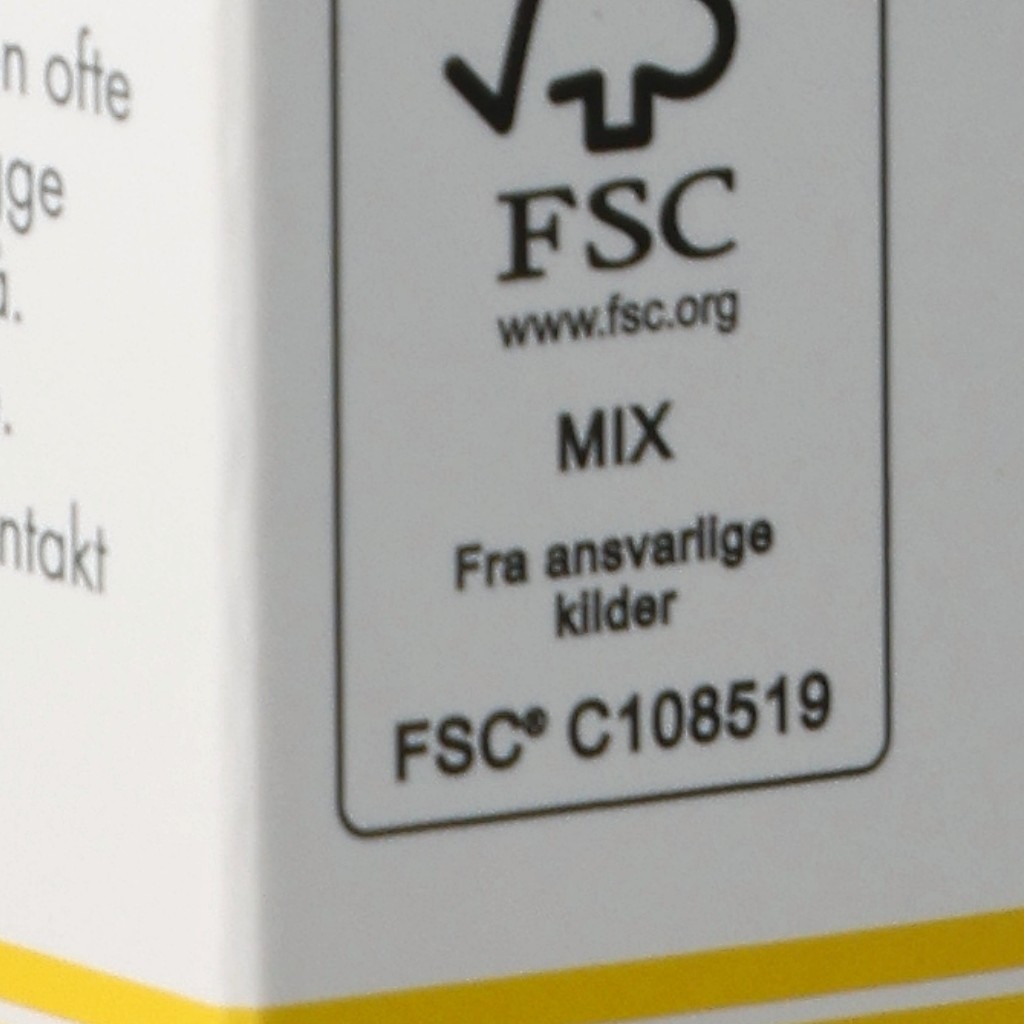 n ofte
ge
.
.
ntakt
FSC
www.fsc.org
MIX
Fra ansvarlige
kilder
FSC® C108519